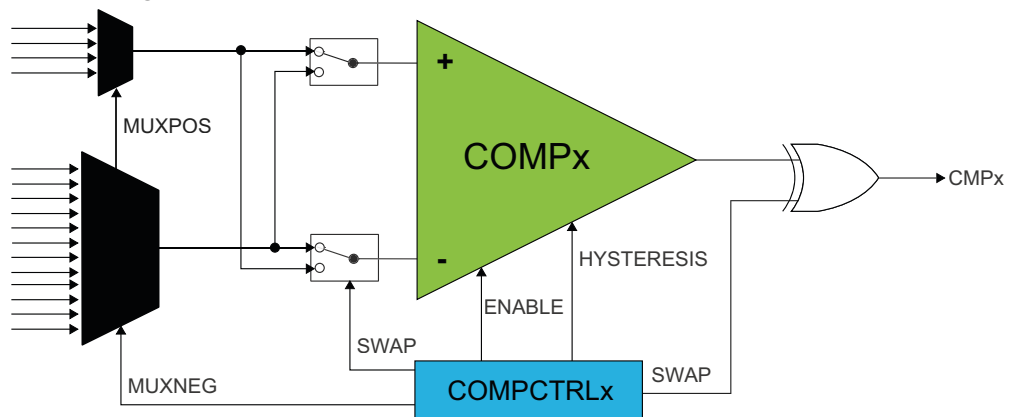 +
MUXPOS
COMPx
CMPx
-
HYSTERESIS
ENABLE
SWAP
SWAP
MUXNEG
COMPCTRLx